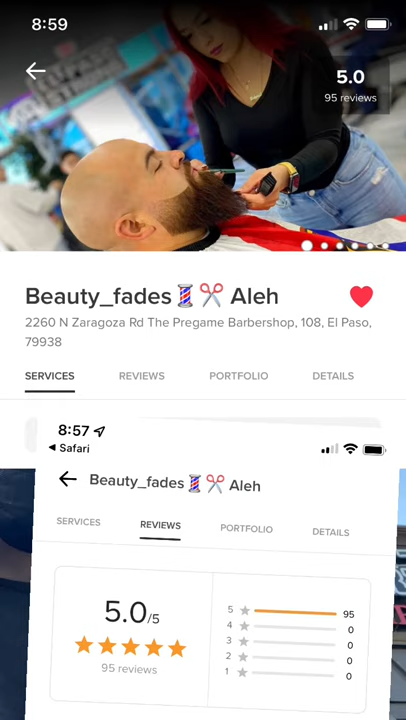 8:59
5.0
95 reviews
Beauty_fades💈✂️ Aleh
2260 N Zaragoza Rd The Pregame Barbershop, 108, El Paso,
79938
SERVICES REVIEWS PORTFOLIO DETAILS
8:57
◀ Safari
Beauty_fades💈✂️ Aleh
SERVICES REVIEWS PORTFOLIO DETAILS
5.0/5
95 reviews
5 ★ 95
4 ★ 0
3 ★ 0
2 ★ 0
1 ★ 0